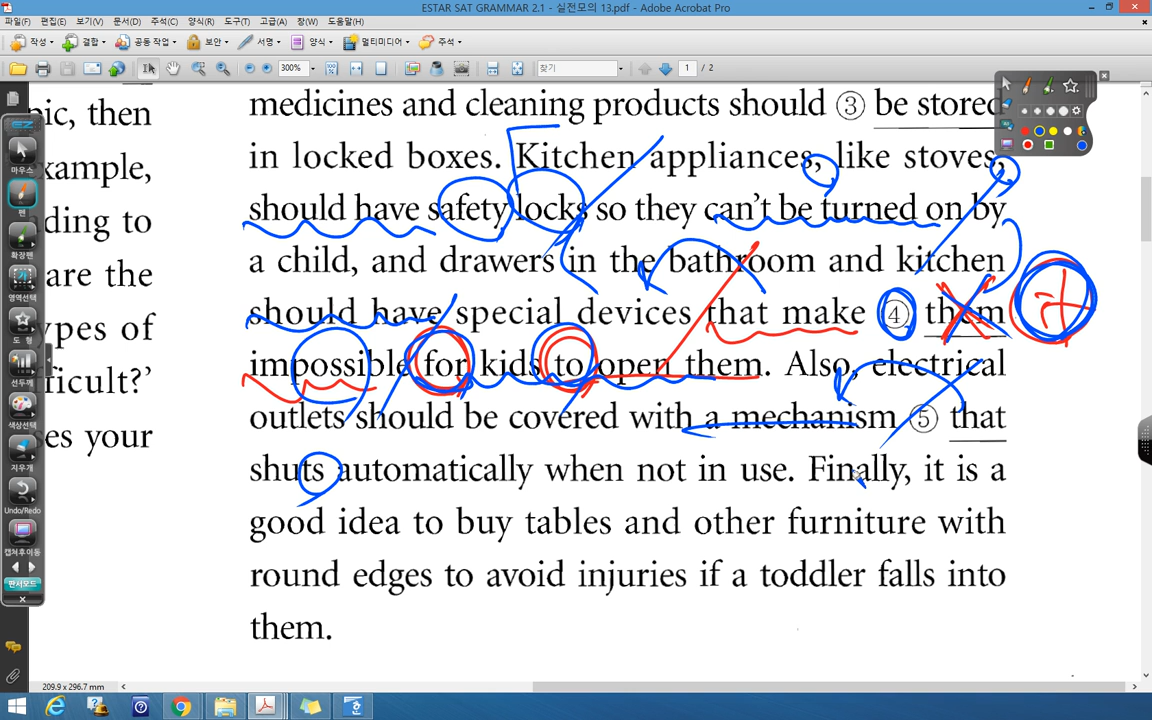 ESTAR SAT GRAMMAR 2.1 - 실전모의 13.pdf - Adobe Acrobat Pro
파일(F) 편집(E) 보기(V) 문서(D) 주석(C) 양식(R) 도구(T) 고급(A) 창(W) 도움말(H)
작성 결합 공동 작업 보안 서명 양식 멀티미디어 주석
300% 찾기 1 / 2
마우스
펜
확장펜
영역선택
도 형
선두께
색상선택
지우개
Undo/Redo
캡쳐후이동
판서모드
ic, then
xample,
ding to
are the
ypes of
ficult?'
ses your
medicines and cleaning products should ③ be stored
in locked boxes. Kitchen appliances, like stoves,
should have safety locks so they can't be turned on by
a child, and drawers in the bathroom and kitchen
should have special devices that make ④ them
impossible for kids to open them. Also, electrical
outlets should be covered with a mechanism ⑤ that
shuts automatically when not in use. Finally, it is a
good idea to buy tables and other furniture with
round edges to avoid injuries if a toddler falls into
them.
it
209.9 x 296.7 mm